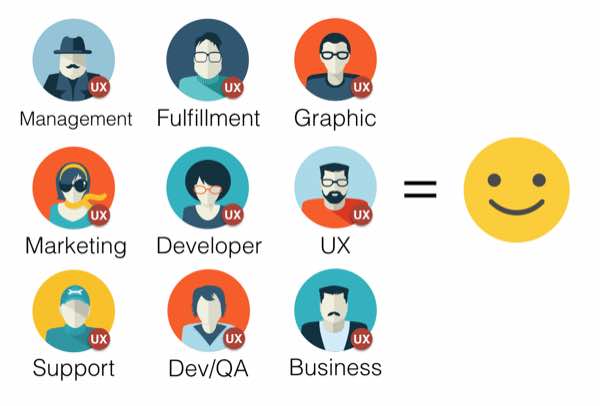 UX UX UX
Management Fulfillment Graphic
UX UX UX
Marketing Developer UX
=
UX UX UX
Support Dev/QA Business